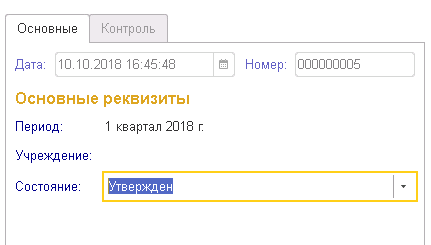 Основные Контроль
Дата: 10.10.2018 16:45:48 Номер: 000000005
Основные реквизиты
Период: 1 квартал 2018 г.
Учреждение:
Состояние: Утвержден